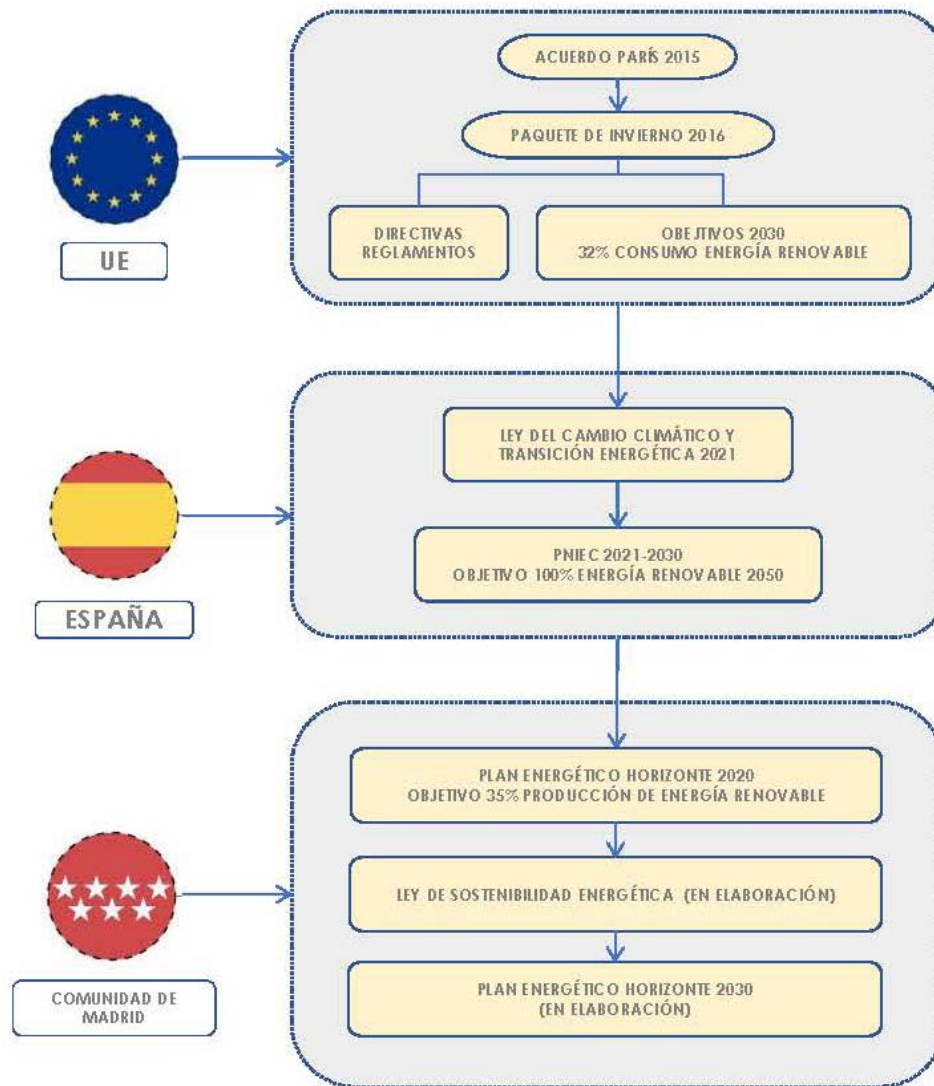 ACUERDO PARÍS 2015
PAQUETE DE INVIERNO 2016
DIRECTIVAS
REGLAMENTOS
OBEJTIVOS 2030
32% CONSUMO ENERGÍA RENOVABLE
UE
LEY DEL CAMBIO CLIMÁTICO Y
TRANSICIÓN ENERGÉTICA 2021
PNIEC 2021-2030
OBJETIVO 100% ENERGÍA RENOVABLE 2050
ESPAÑA
PLAN ENERGÉTICO HORIZONTE 2020
OBJETIVO 35% PRODUCCIÓN DE ENERGÍA RENOVABLE
LEY DE SOSTENIBILIDAD ENERGÉTICA (EN ELABORACIÓN)
PLAN ENERGÉTICO HORIZONTE 2030
(EN ELABORACIÓN)
COMUNIDAD DE
MADRID